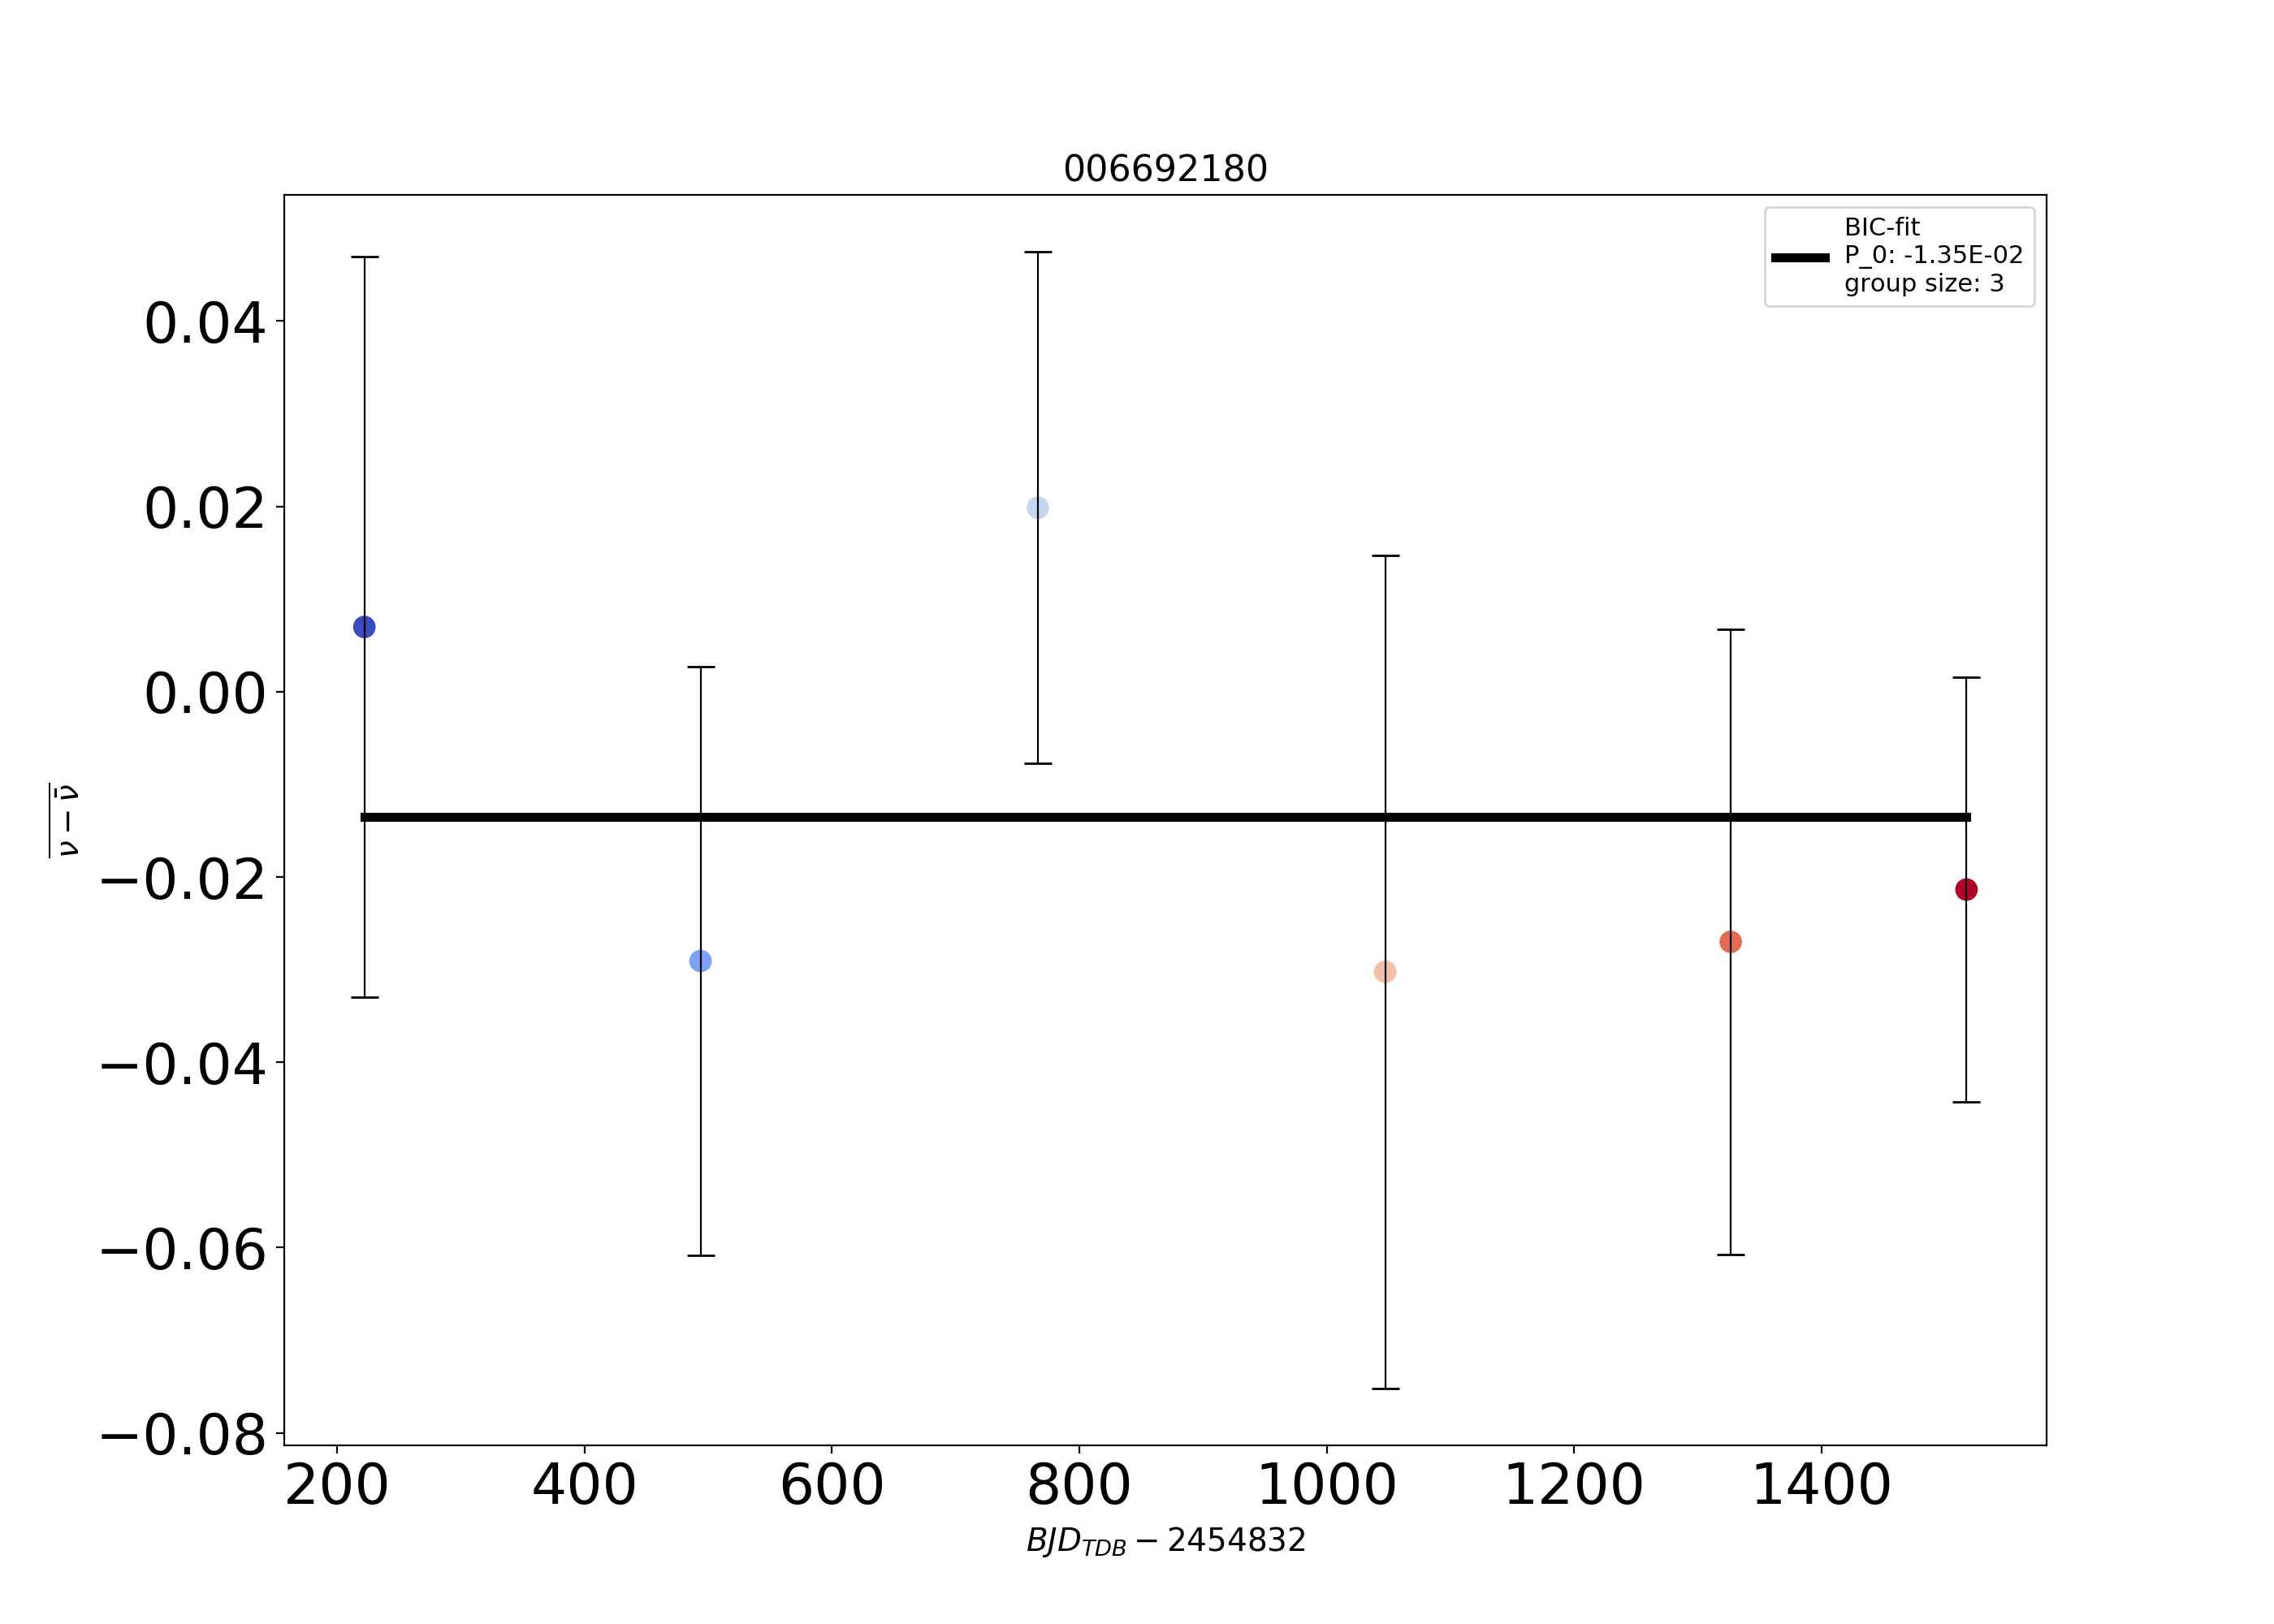 006692180
BIC-fit
P_0: -1.35E-02
group size: 3
0.04
0.02
0.00
−0.02
−0.04
−0.06
−0.08
ν − ν̄
200 400 600 800 1000 1200 1400
BJD_TDB − 2454832